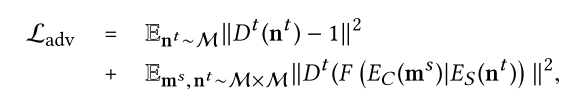 ℒ_adv = 𝔼_{𝐧^t∼ℳ}‖D^t(𝐧^t) − 1‖^2
+ 𝔼_{𝐦^s,𝐧^t∼ℳ×ℳ}‖D^t(F (E_C(𝐦^s)|E_S(𝐧^t)) ‖^2,